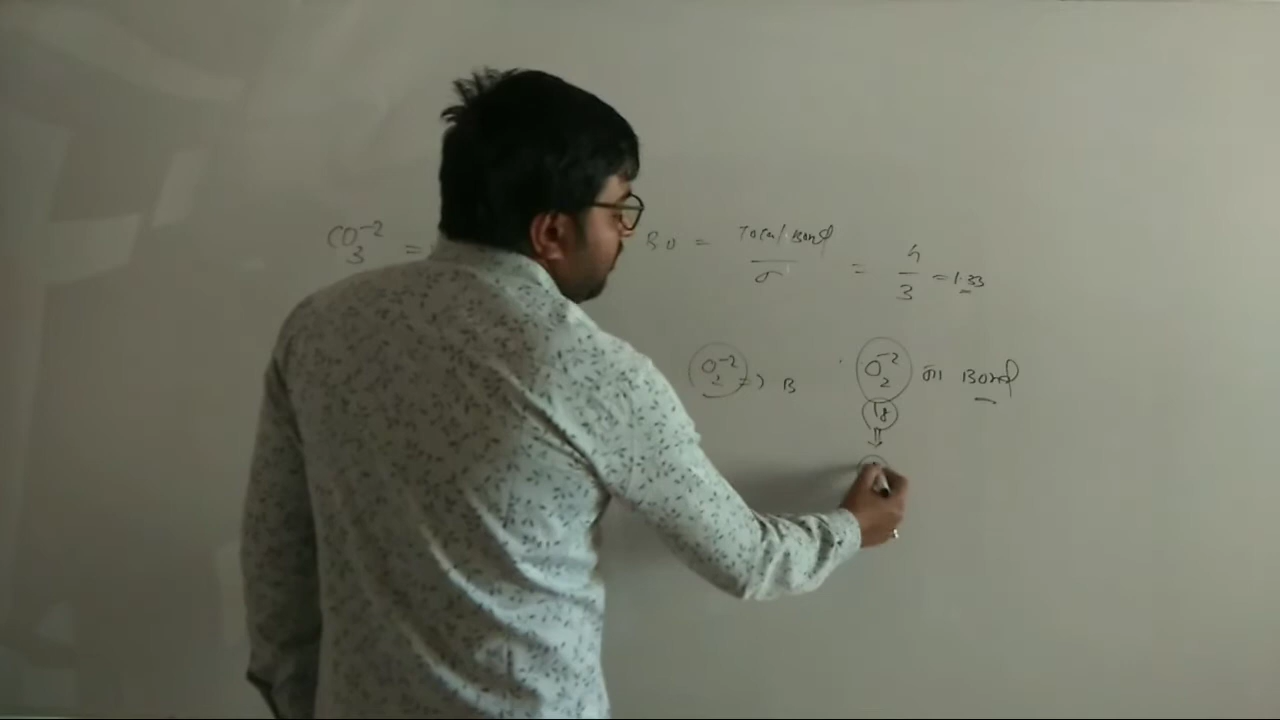 CO₃⁻² = BO = Total Bond / σ = 4/3 = 1.33
O₂⁻² => B O₂⁻² ના Bond
18
⇓